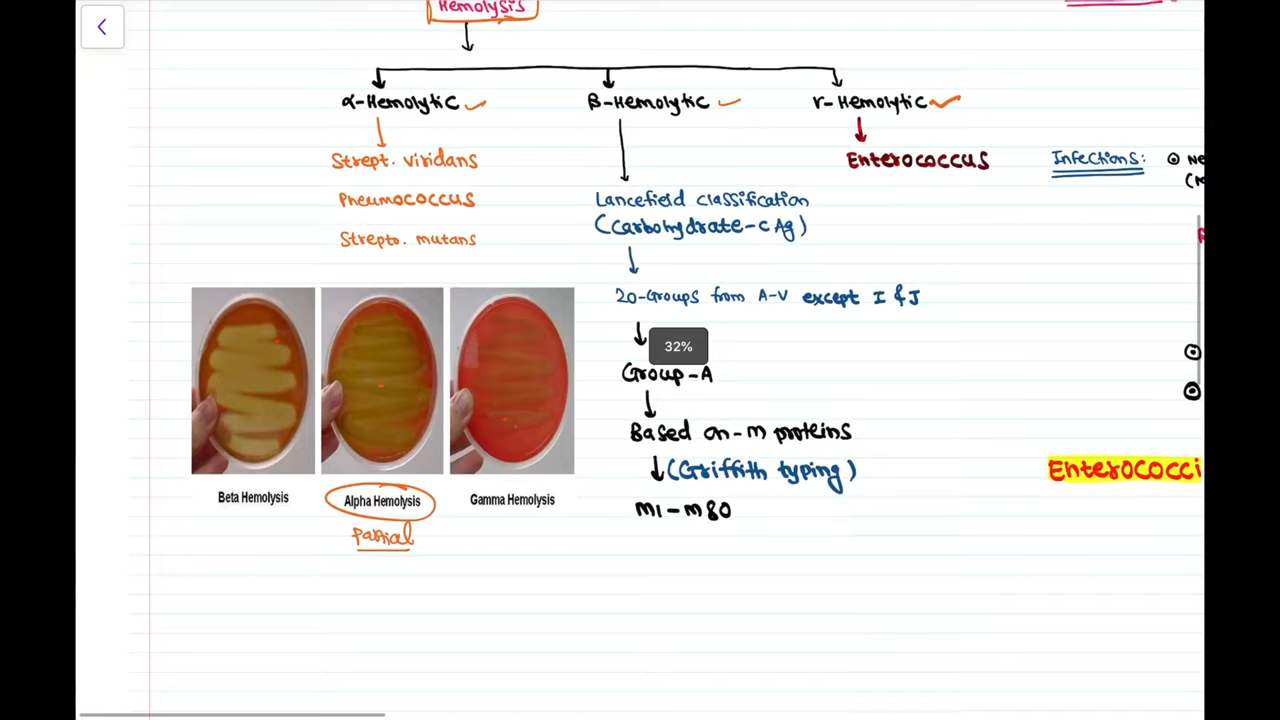 Hemolysis
α-Hemolytic
β-Hemolytic
r-Hemolytic
Strept. viridans
Pneumococcus
Strepto. mutans
Lancefield classification
(Carbohydrate-C Ag)
20-Groups from A-V except I & J
32%
Group-A
Based on-m proteins
(Griffith typing)
m1-m80
Enterococcus
Beta Hemolysis
Alpha Hemolysis
Gamma Hemolysis
Partial
Infections:
Enterococci